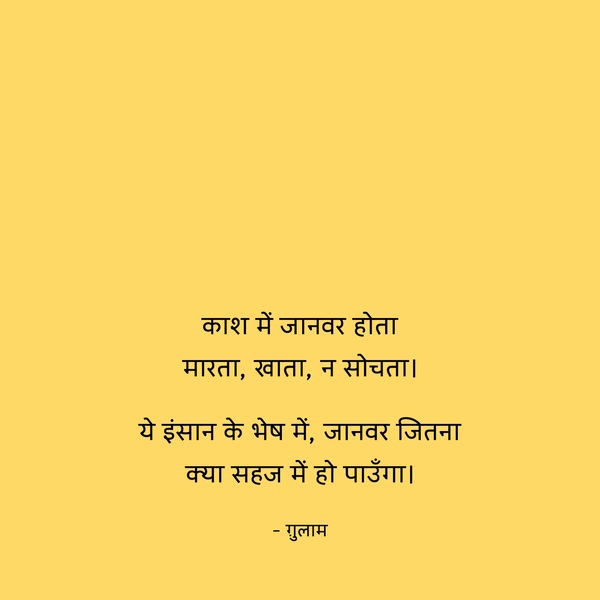 काश में जानवर होता
मारता, खाता, न सोचता।
ये इंसान के भेष में, जानवर जितना
क्या सहज में हो पाउँगा।
- ग़ुलाम